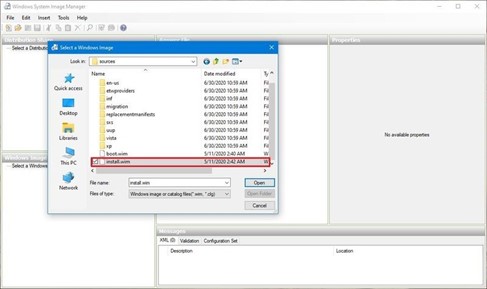 Windows System Image Manager
File Edit Insert Tools Help
Select a Distribut
Properties
Select a Windows Image
Look in: sources
Name Date modified Ty
en-us 6/30/2020 10:59 AM Fil
etwproviders 6/30/2020 10:59 AM Fil
inf 6/30/2020 10:59 AM Fil
migration 6/30/2020 10:59 AM Fil
replacementmanifests 6/30/2020 10:59 AM Fil
sxs 6/30/2020 10:59 AM Fil
uup 6/30/2020 10:59 AM Fil
vista 6/30/2020 10:59 AM Fil
xp 6/30/2020 10:59 AM Fil
boot.wim 5/11/2020 2:40 AM W
install.wim 5/11/2020 2:42 AM W
Quick access
Desktop
Libraries
This PC
Network
File name: install.wim Open
Files of type: Windows image or catalog files(*.wim, *.clg) Open Folder
Cancel
No available properties
Windows Image
Select a Windows
Messages
XML (0) Validation Configuration Set
Description Location